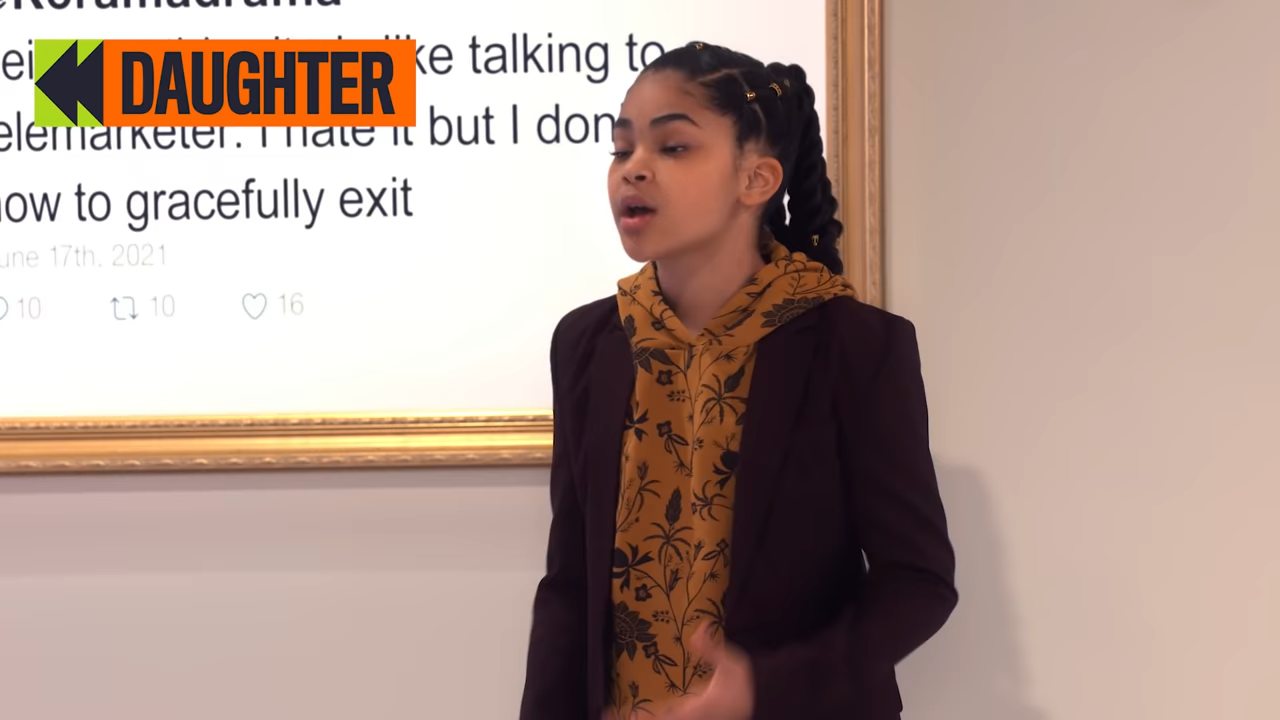 DAUGHTER
ke talking to
elemarketer. I hate it but I don
ow to gracefully exit
une 17th, 2021
10 10 16